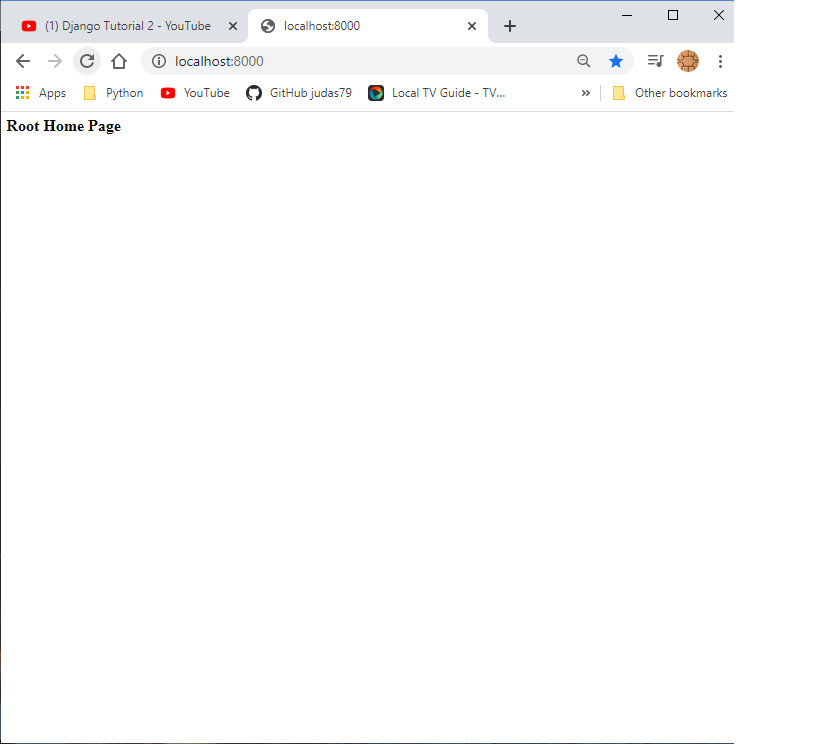 (1) Django Tutorial 2 - YouTube
localhost:8000
localhost:8000
Apps Python YouTube GitHub judas79 Local TV Guide - TV... » Other bookmarks
Root Home Page